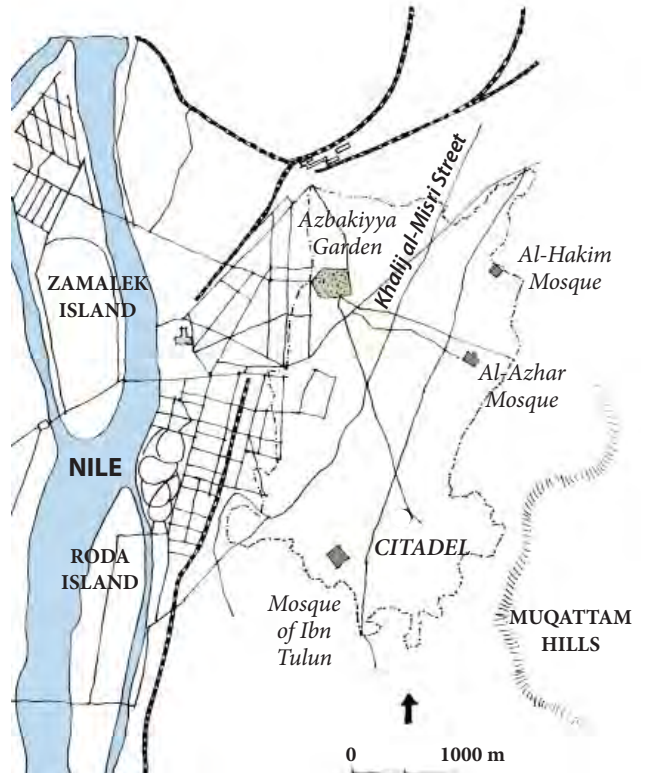 Azbakiyya
Garden
Khalij al-Misri Street
Al-Hakim
Mosque
ZAMALEK
ISLAND
Al-Azhar
Mosque
NILE
RODA
ISLAND
CITADEL
Mosque
of Ibn
Tulun
MUQATTAM
HILLS
0 1000 m